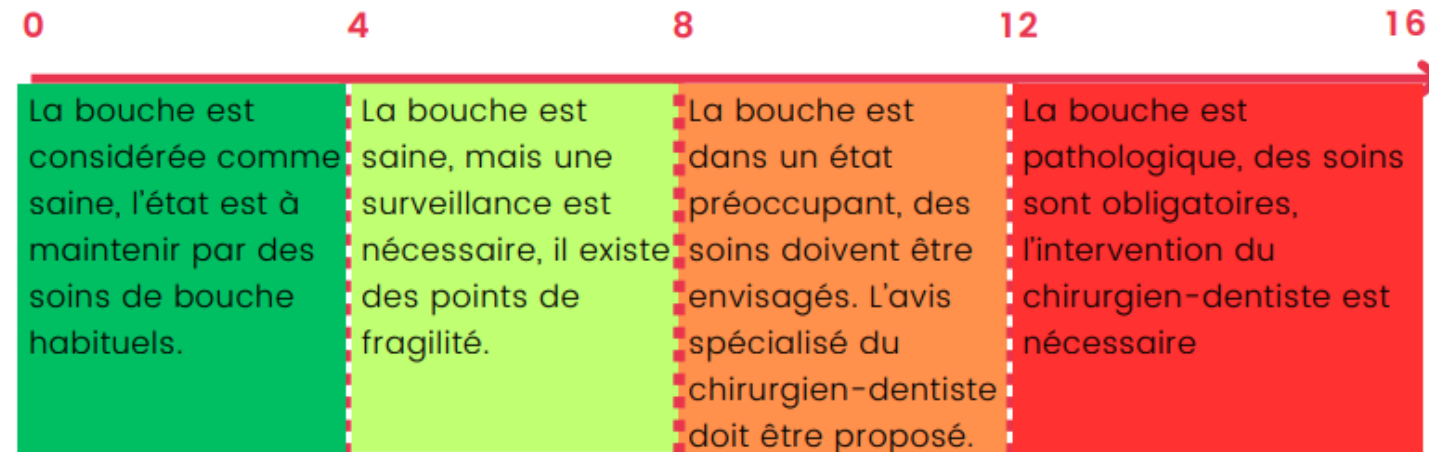 0 4 8 12 16
La bouche est
considérée comme
saine, l'état est à
maintenir par des
soins de bouche
habituels.
La bouche est
saine, mais une
surveillance est
nécessaire, il existe
des points de
fragilité.
La bouche est
dans un état
préoccupant, des
soins doivent être
envisagés. L'avis
spécialisé du
chirurgien-dentiste
doit être proposé.
La bouche est
pathologique, des soins
sont obligatoires,
l'intervention du
chirurgien-dentiste est
nécessaire